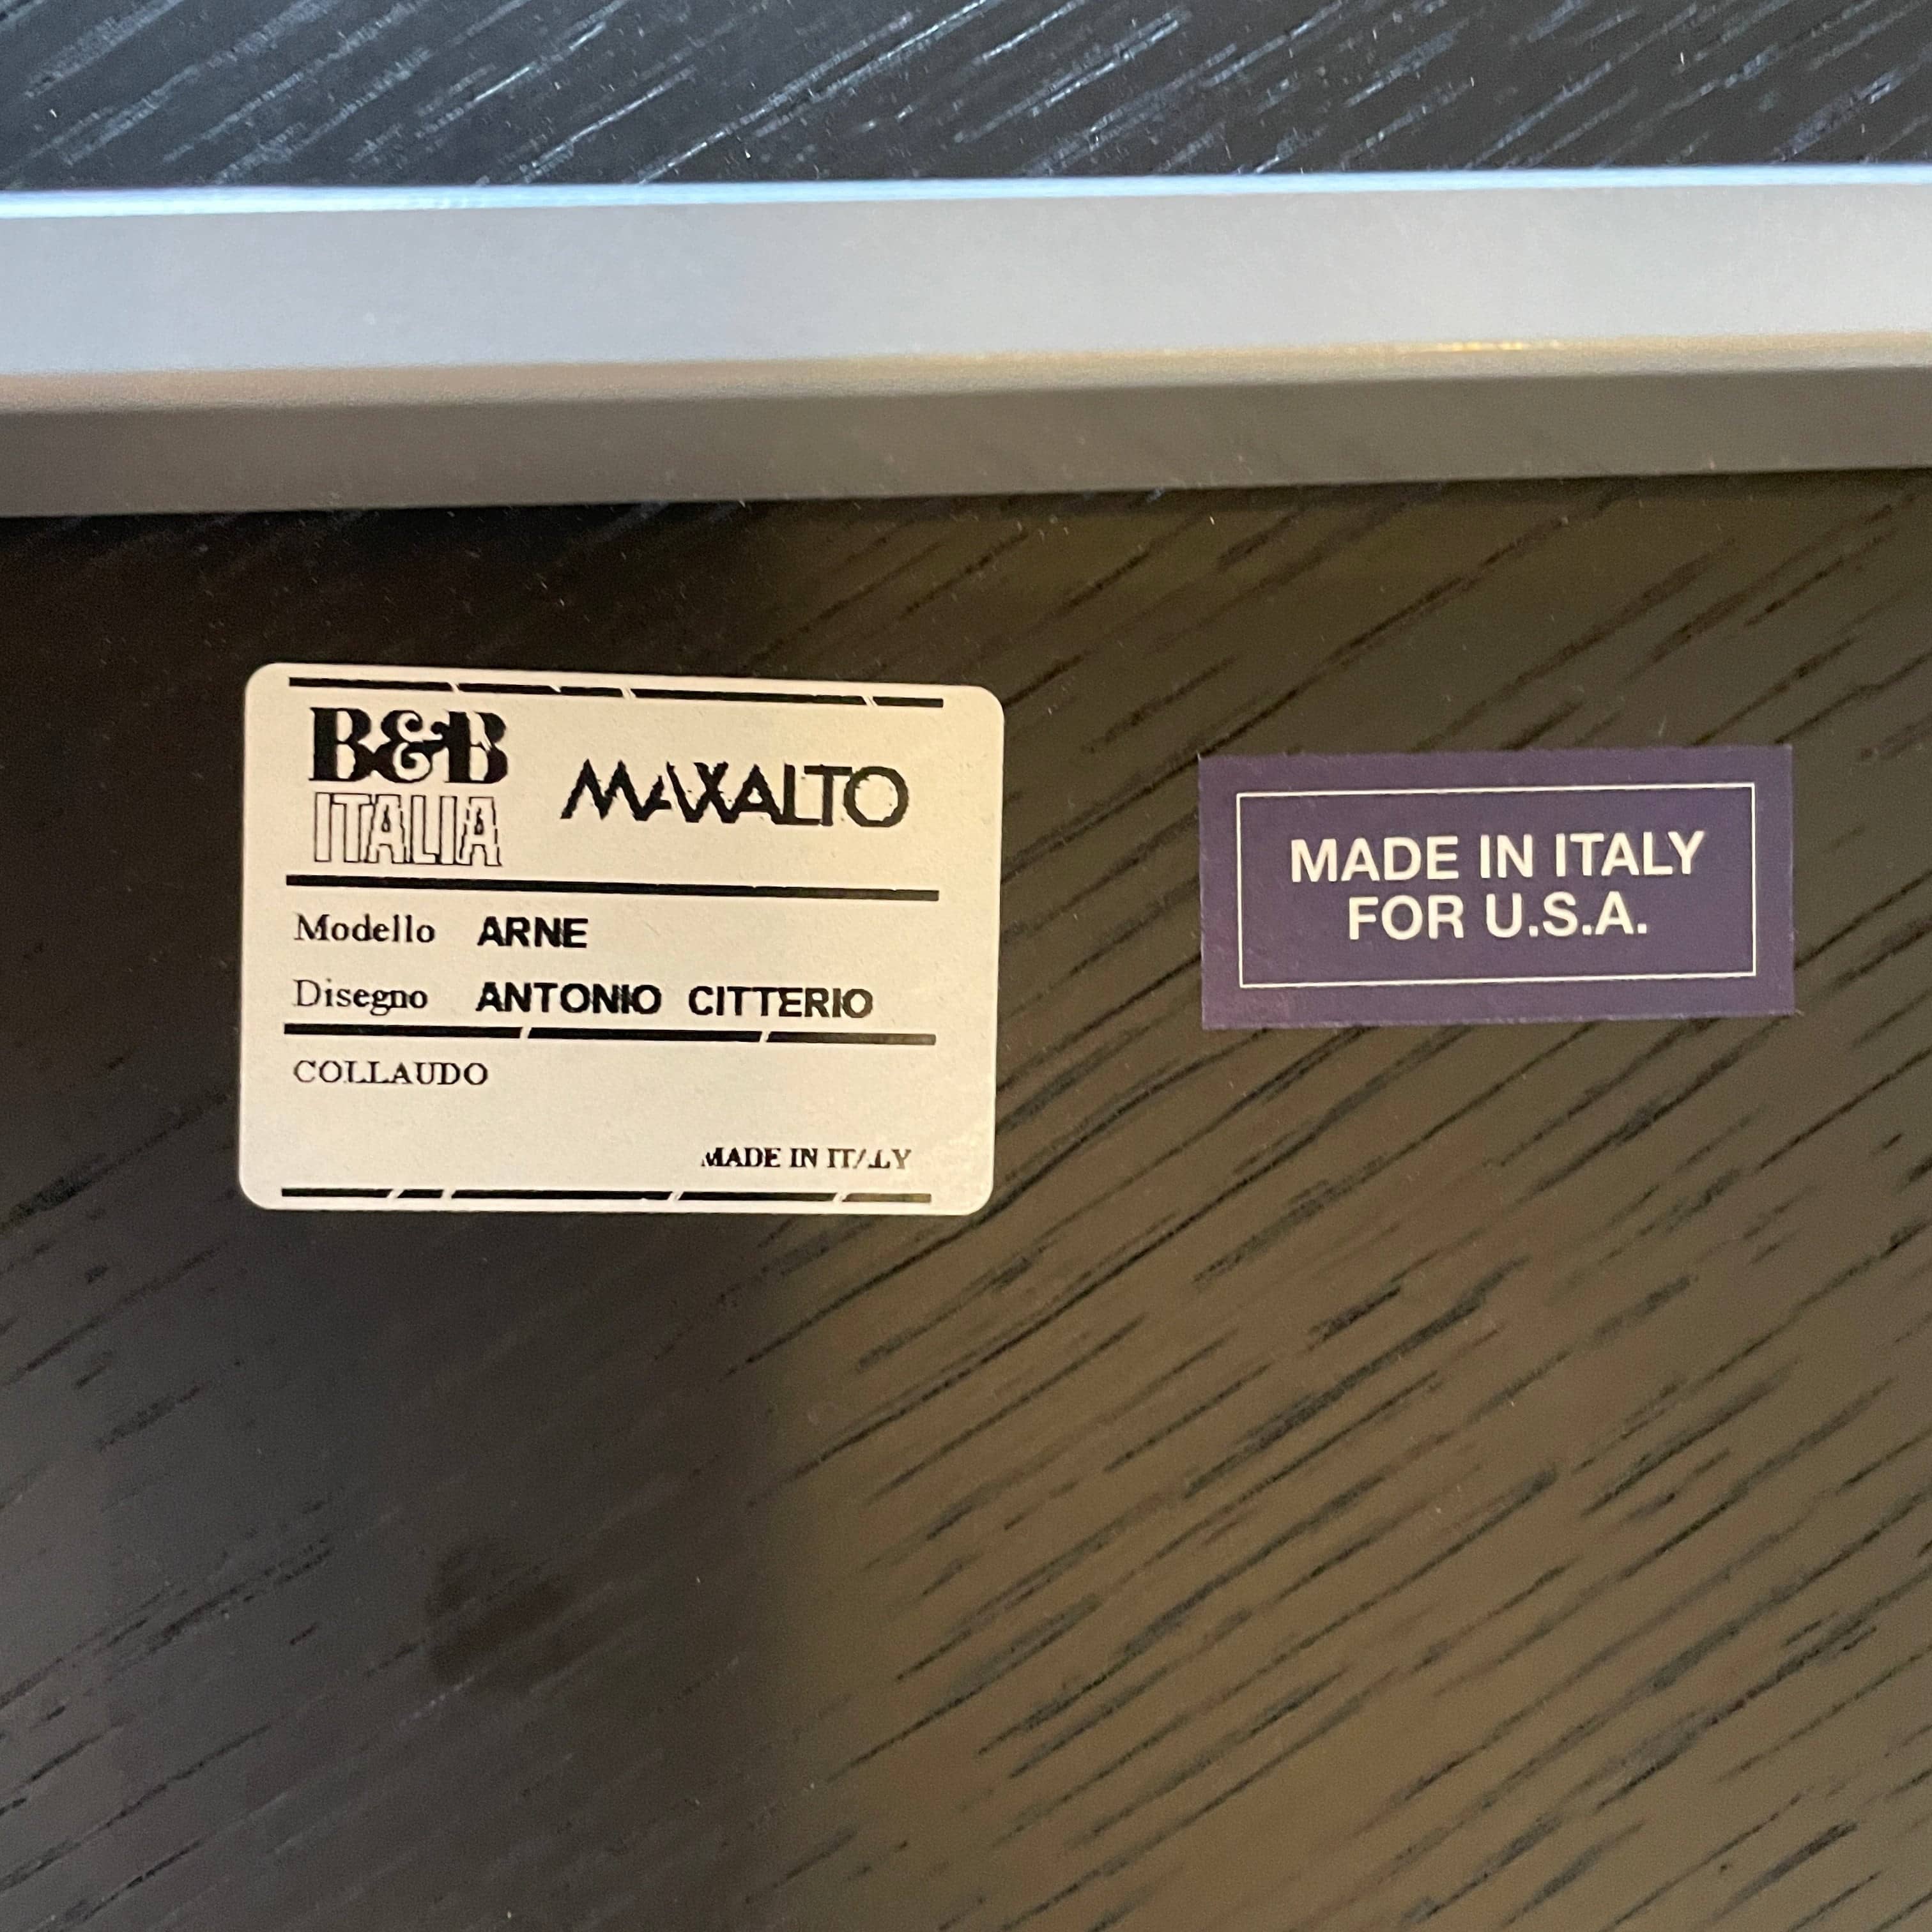 B&B
ITALIA
MAXALTO
Modello ARNE
Disegno ANTONIO CITTERIO
COLLAUDO
MADE IN ITALY
MADE IN ITALY
FOR U.S.A.